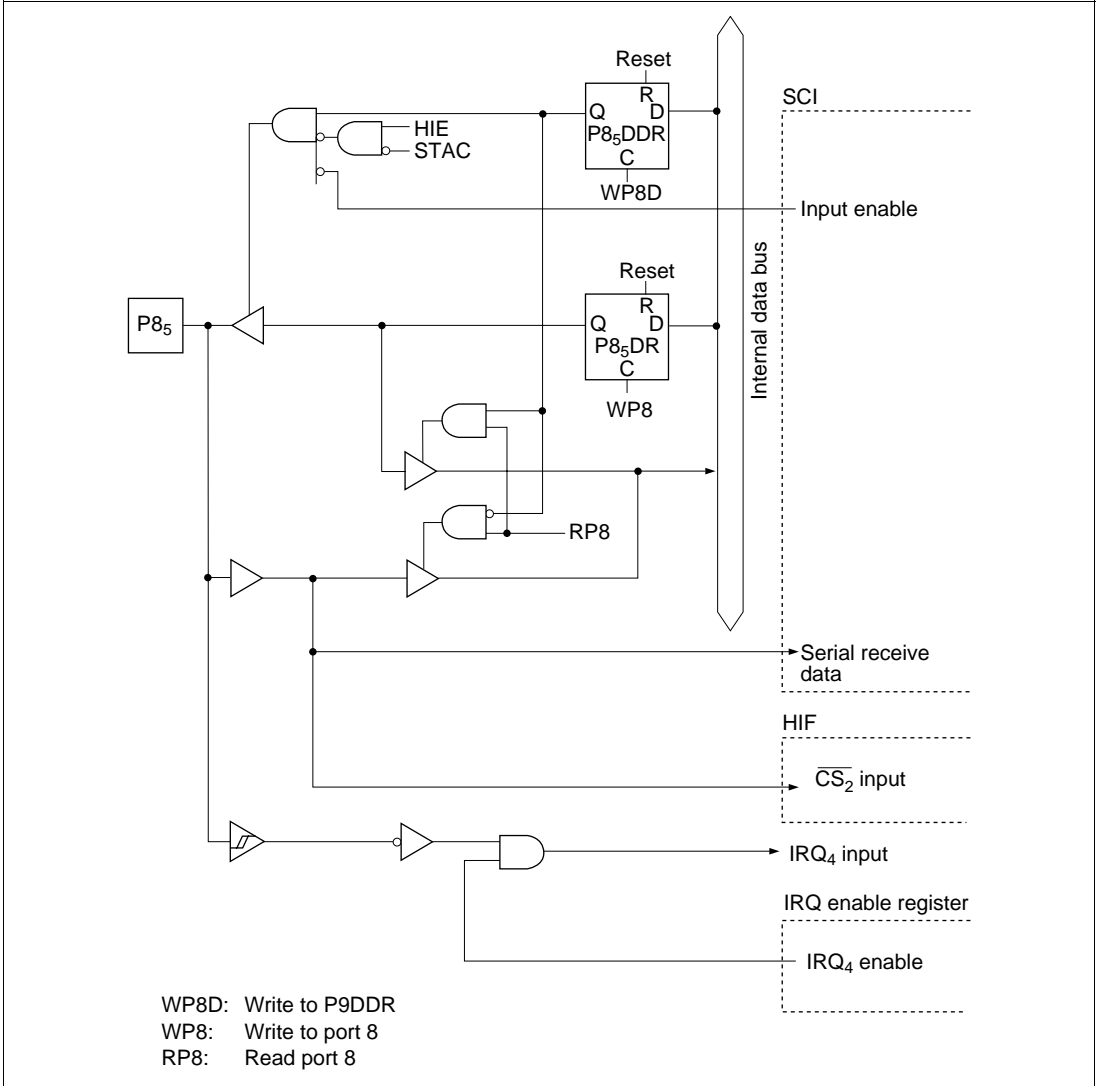 Reset
R
Q D
P8₅DDR
C
WP8D
HIE
STAC
SCI
Input enable
Internal data bus
Reset
R
Q D
P8₅DR
C
WP8
P8₅
RP8
Serial receive
data
HIF
C̅S̅₂̅ input
IRQ₄ input
IRQ enable register
IRQ₄ enable
WP8D: Write to P9DDR
WP8: Write to port 8
RP8: Read port 8